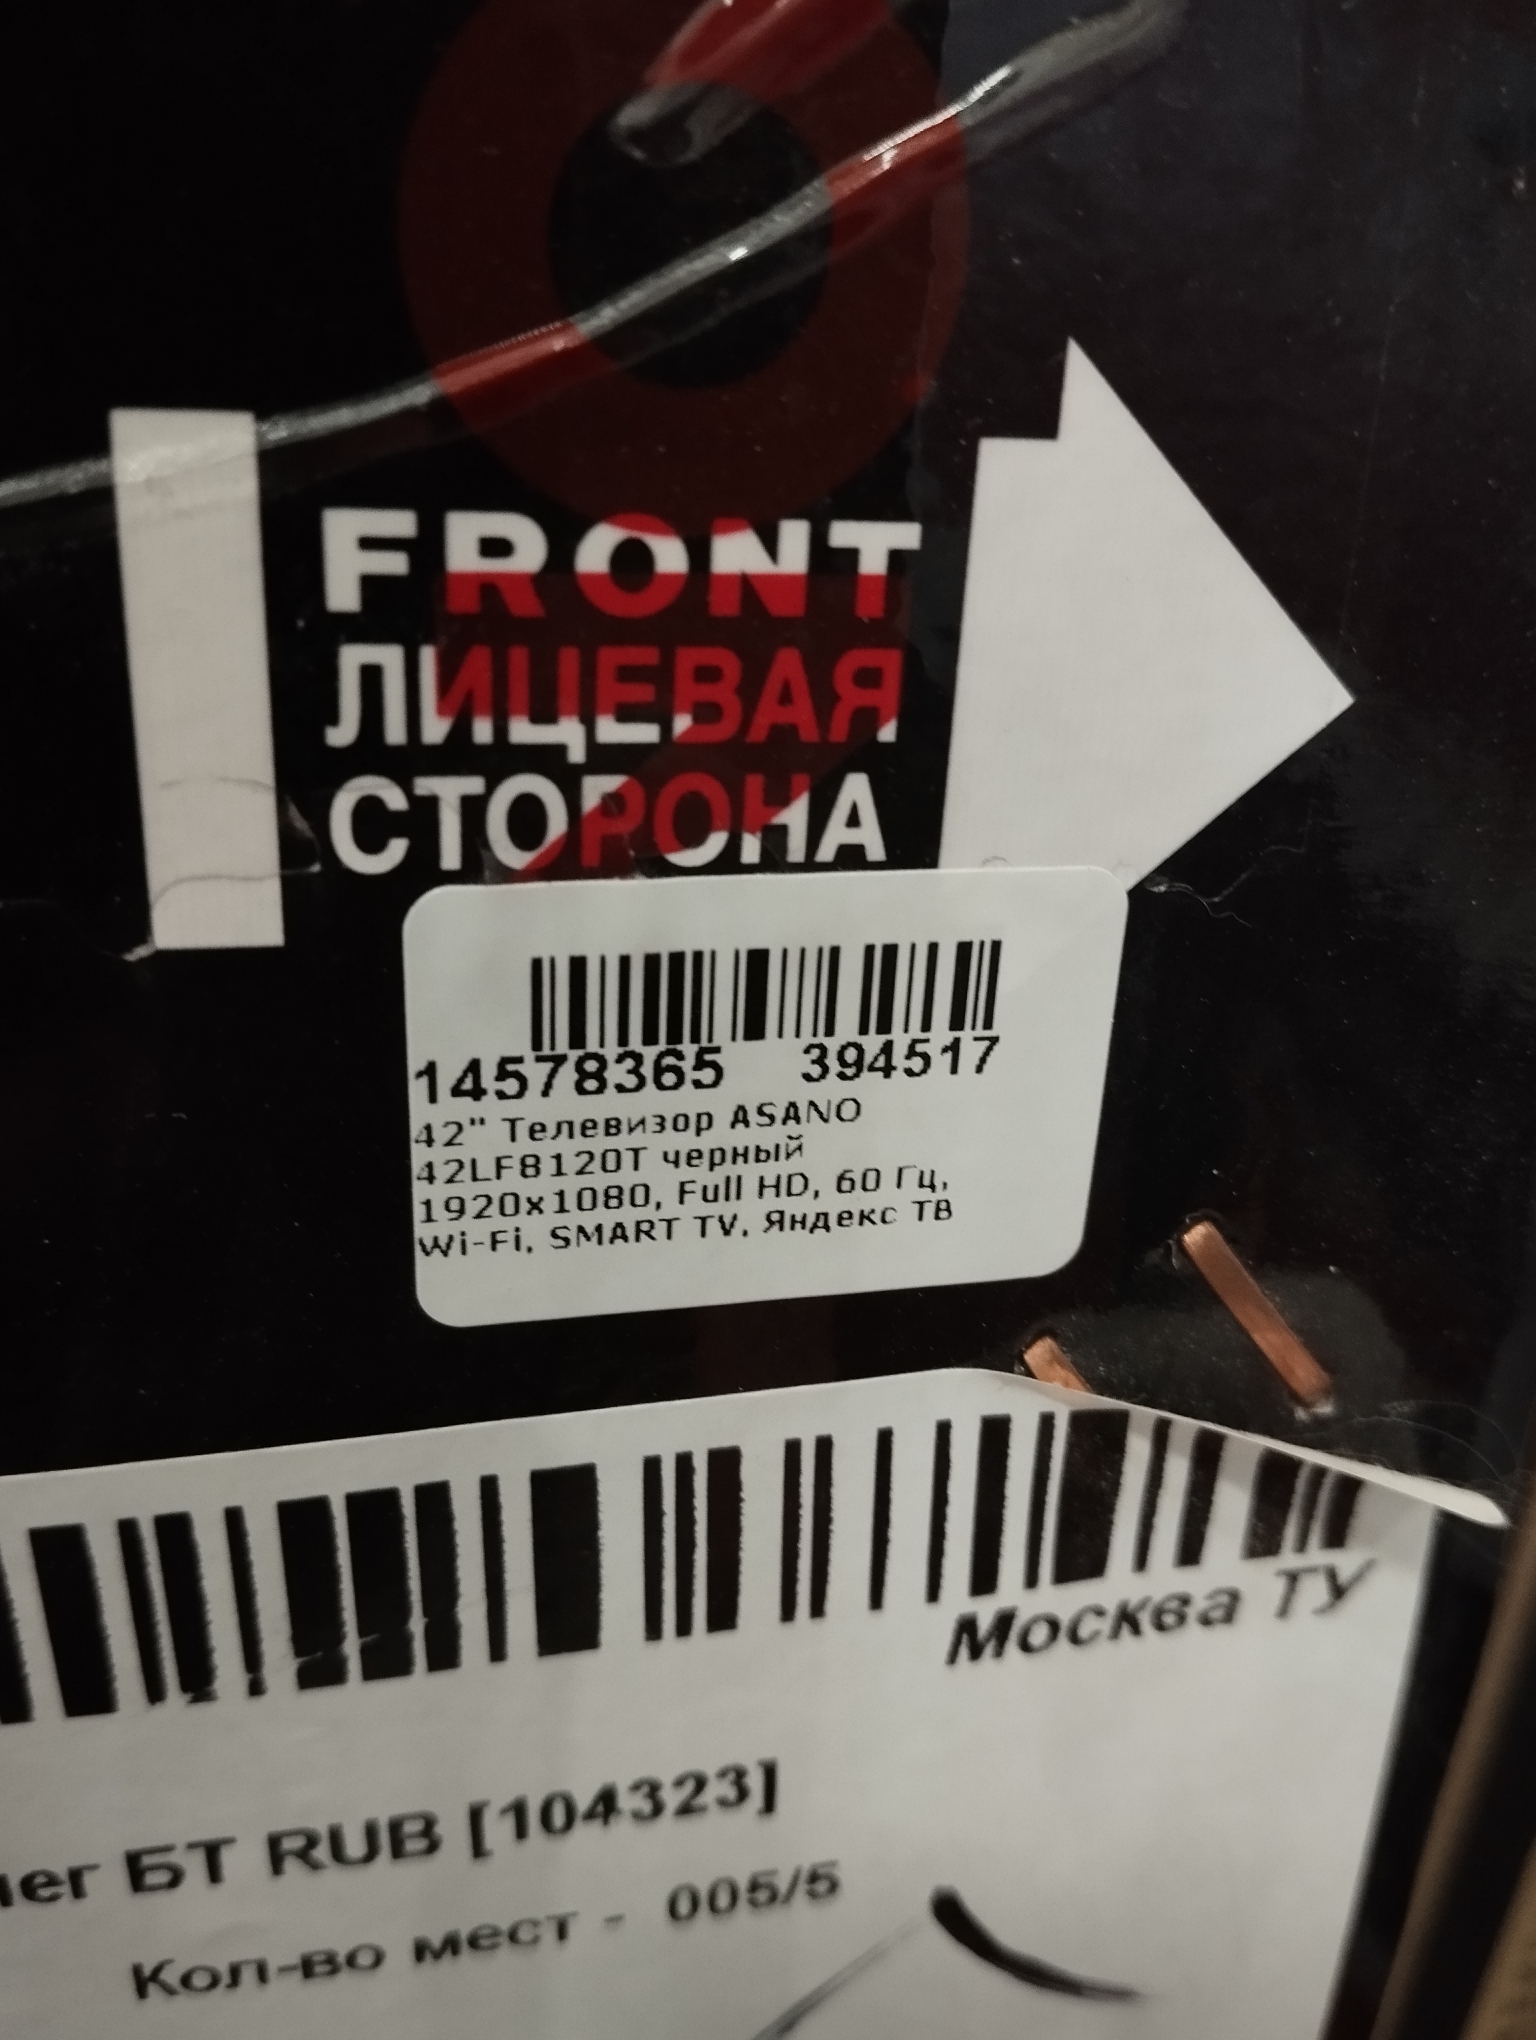 FRONT
ЛИЦЕВАЯ
СТОРОНА
14578365 394517
42" Телевизор ASANO
42LF8120T черный
1920x1080, Full HD, 60 Гц,
Wi-Fi, SMART TV, Яндекс ТВ
Москва ТУ
БТ RUB [104323]
Кол-во мест - 005/5